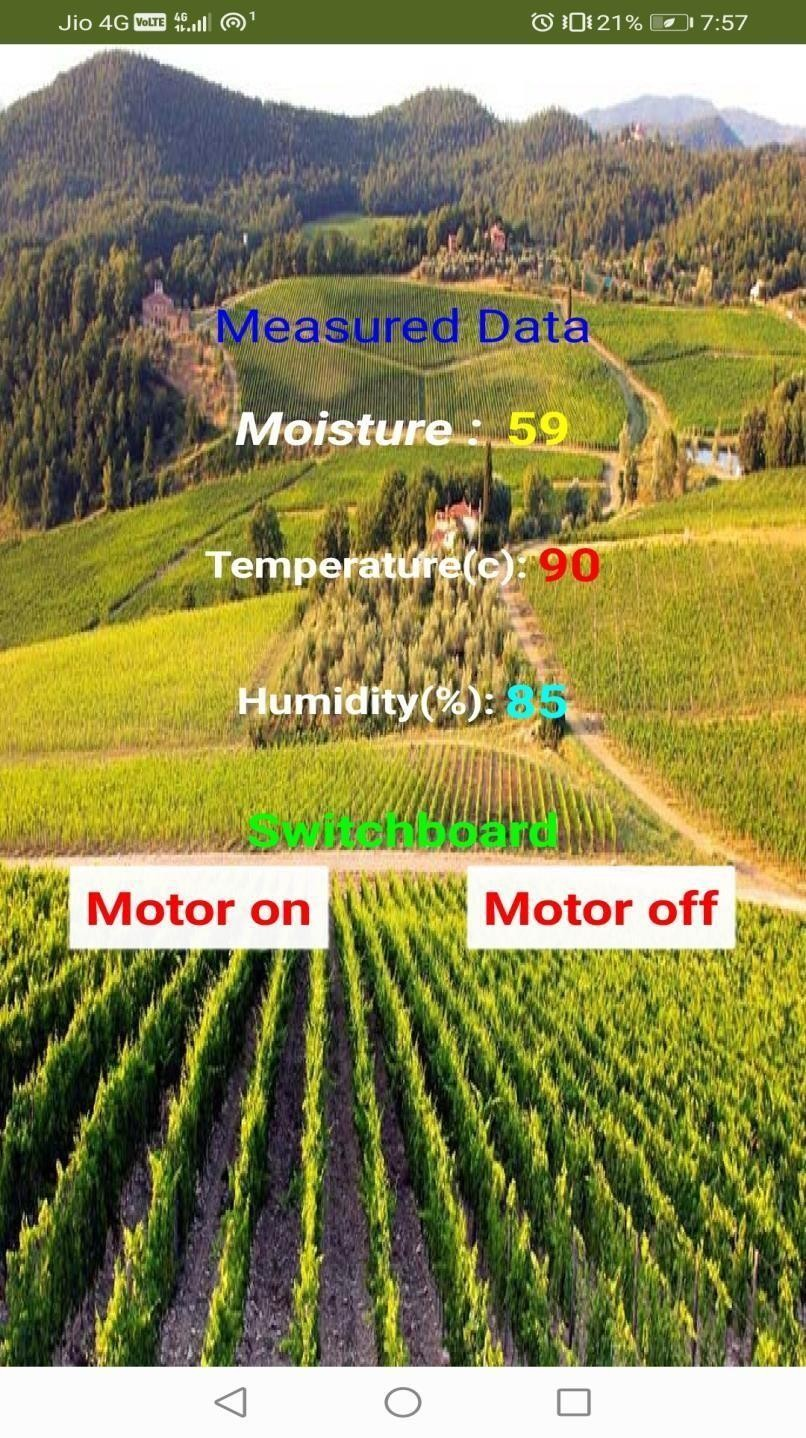 Jio 4G VoLTE 4G 1 21% 7:57
Measured Data
Moisture : 59
Temperature(c): 90
Humidity(%): 85
Switchboard
Motor on Motor off